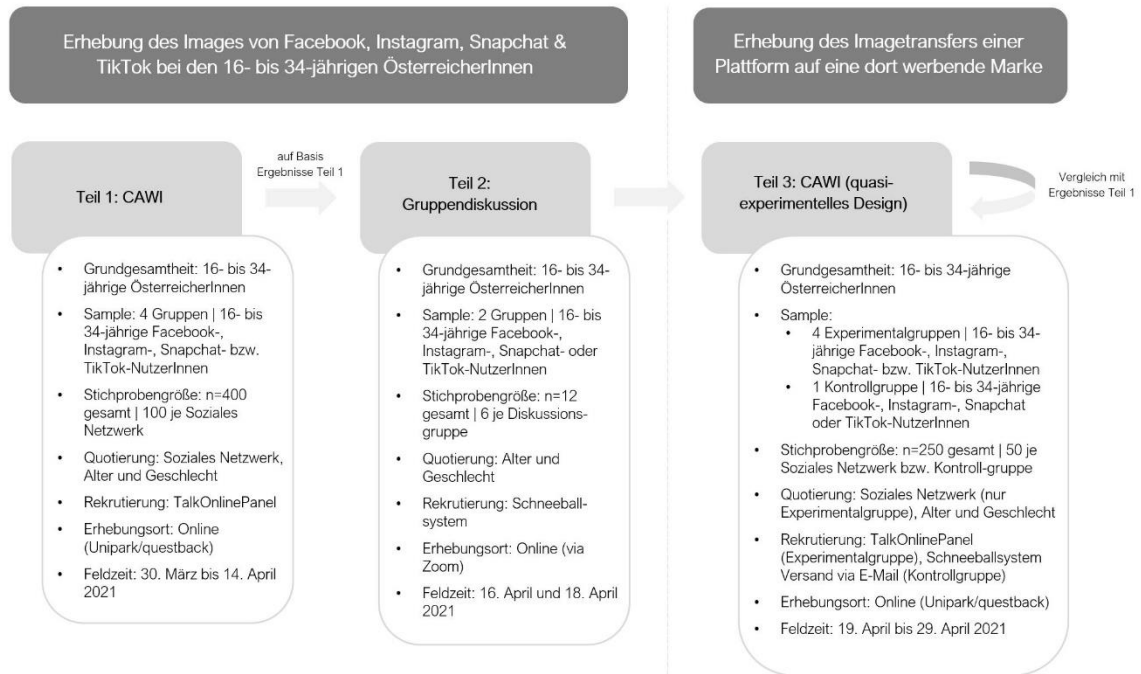 Erhebung des Images von Facebook, Instagram, Snapchat &
TikTok bei den 16- bis 34-jährigen ÖsterreicherInnen
Erhebung des Imagetransfers einer
Plattform auf eine dort werbende Marke
Teil 1: CAWI
auf Basis
Ergebnisse Teil 1
Teil 2:
Gruppendiskussion
Teil 3: CAWI (quasi-
experimentelles Design)
Vergleich mit
Ergebnisse Teil 1
• Grundgesamtheit: 16- bis 34-
jährige ÖsterreicherInnen
• Sample: 4 Gruppen | 16- bis
34-jährige Facebook-,
Instagram-, Snapchat- bzw.
TikTok-NutzerInnen
• Stichprobengröße: n=400
gesamt | 100 je Soziales
Netzwerk
• Quotierung: Soziales Netzwerk,
Alter und Geschlecht
• Rekrutierung: TalkOnlinePanel
• Erhebungsort: Online
(Unipark/questback)
• Feldzeit: 30. März bis 14. April
2021
• Grundgesamtheit: 16- bis 34-
jährige ÖsterreicherInnen
• Sample: 2 Gruppen | 16- bis
34-jährige Facebook-,
Instagram-, Snapchat- oder
TikTok-NutzerInnen
• Stichprobengröße: n=12
gesamt | 6 je Diskussions-
gruppe
• Quotierung: Alter und
Geschlecht
• Rekrutierung: Schneeball-
system
• Erhebungsort: Online (via
Zoom)
• Feldzeit: 16. April und 18. April
2021
• Grundgesamtheit: 16- bis 34-jährige
ÖsterreicherInnen
• Sample:
• 4 Experimentalgruppen | 16- bis 34-
jährige Facebook-, Instagram-,
Snapchat- bzw. TikTok-NutzerInnen
• 1 Kontrollgruppe | 16- bis 34-jährige
Facebook-, Instagram-, Snapchat
oder TikTok-NutzerInnen
• Stichprobengröße: n=250 gesamt | 50 je
Soziales Netzwerk bzw. Kontroll-gruppe
• Quotierung: Soziales Netzwerk (nur
Experimentalgruppe), Alter und Geschlecht
• Rekrutierung: TalkOnlinePanel
(Experimentalgruppe), Schneeballsystem
Versand via E-Mail (Kontrollgruppe)
• Erhebungsort: Online (Unipark/questback)
• Feldzeit: 19. April bis 29. April 2021